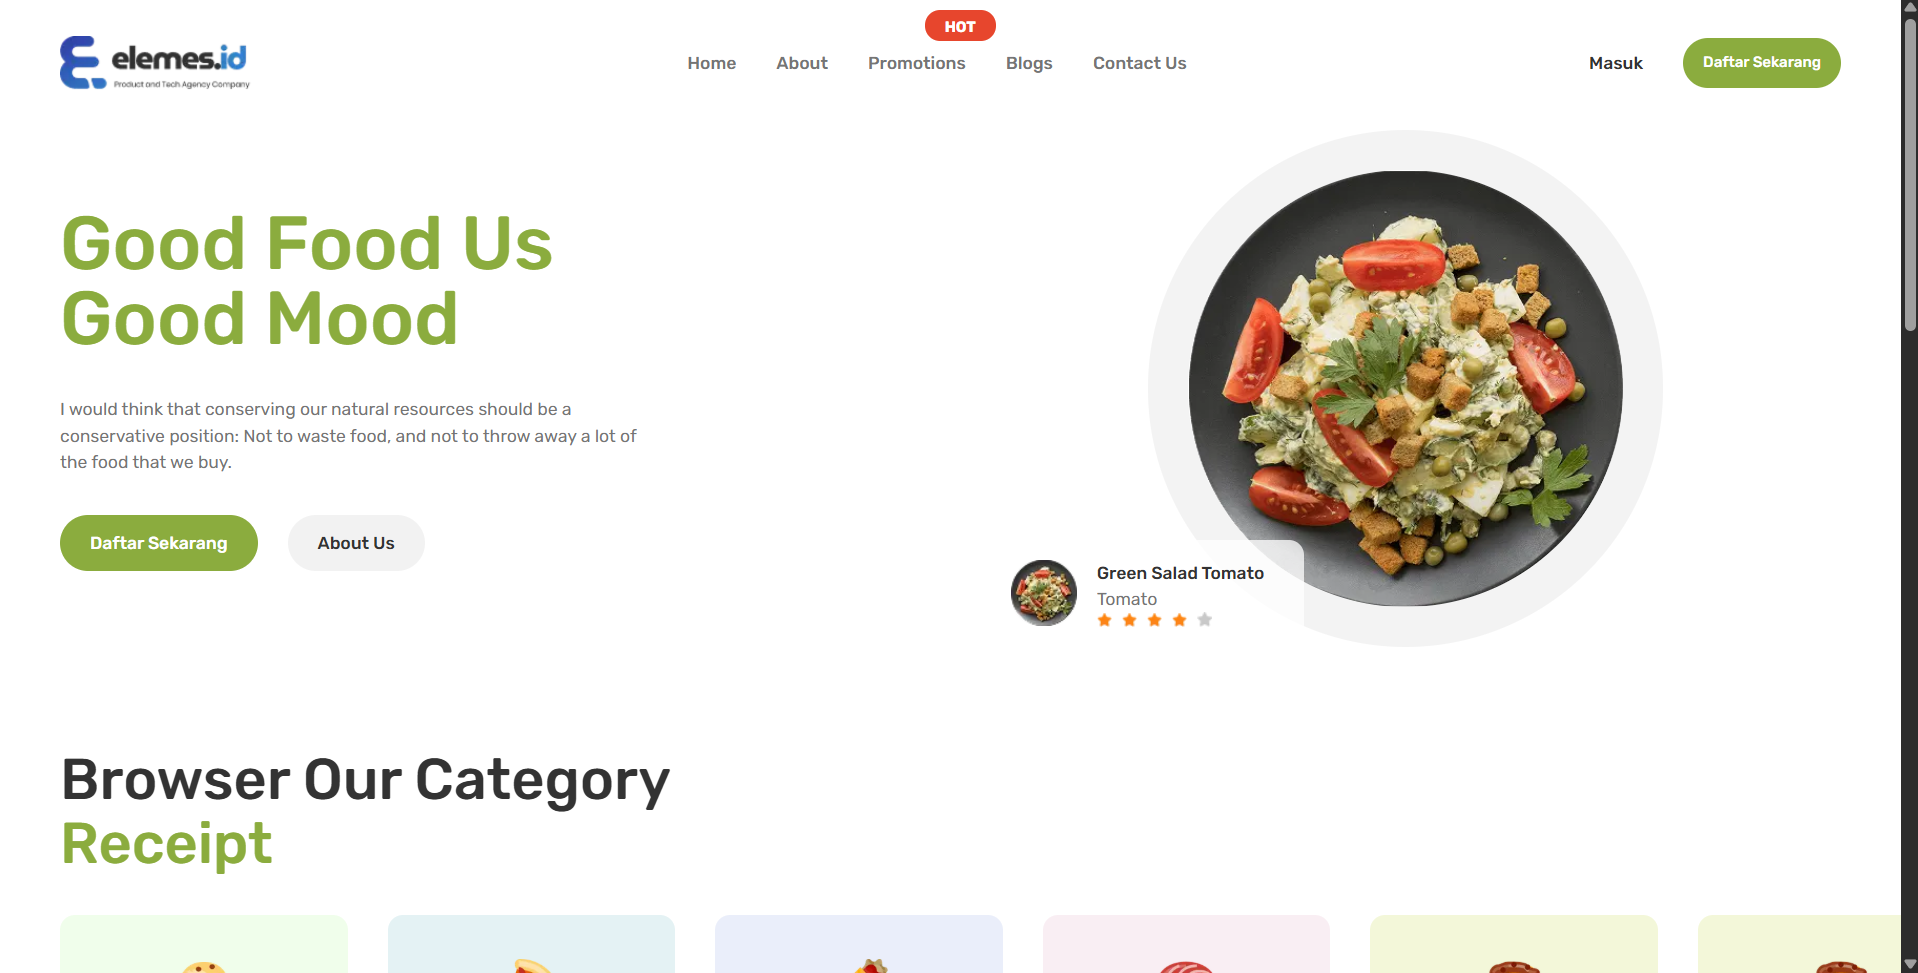 HOT
elemes.id
Product and Tech Agency Company
Home
About
Promotions
Blogs
Contact Us
Masuk
Daftar Sekarang
Good Food Us
Good Mood
I would think that conserving our natural resources should be a
conservative position: Not to waste food, and not to throw away a lot of
the food that we buy.
Daftar Sekarang
About Us
Green Salad Tomato
Tomato
Browser Our Category
Receipt